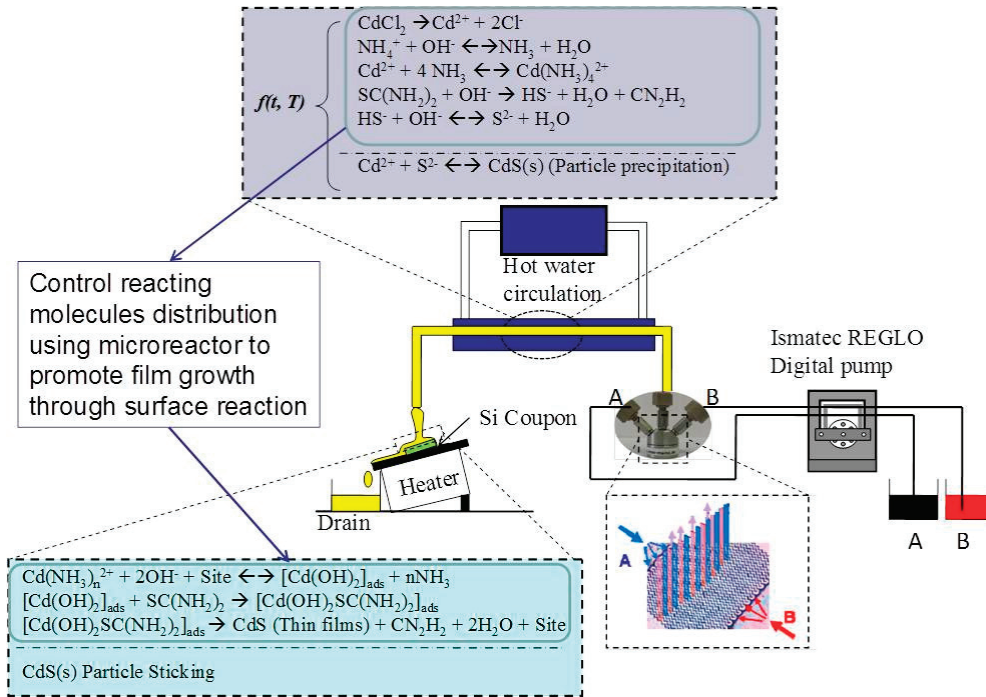 CdCl₂ → Cd²⁺ + 2Cl⁻
NH₄⁺ + OH⁻ ←→ NH₃ + H₂O
Cd²⁺ + 4 NH₃ ←→ Cd(NH₃)₄²⁺
SC(NH₂)₂ + OH⁻ → HS⁻ + H₂O + CN₂H₂
HS⁻ + OH⁻ ←→ S²⁻ + H₂O
f(t, T)
Cd²⁺ + S²⁻ ←→ CdS(s) (Particle precipitation)
Hot water
circulation
Control reacting
molecules distribution
using microreactor to
promote film growth
through surface reaction
Ismatec REGLO
Digital pump
A
B
Si Coupon
Heater
Drain
A
B
A
B
Cd(NH₃)ₙ²⁺ + 2OH⁻ + Site ←→ [Cd(OH)₂]ads + nNH₃
[Cd(OH)₂]ads + SC(NH₂)₂ → [Cd(OH)₂SC(NH₂)₂]ads
[Cd(OH)₂SC(NH₂)₂]ads → CdS (Thin films) + CN₂H₂ + 2H₂O + Site
CdS(s) Particle Sticking